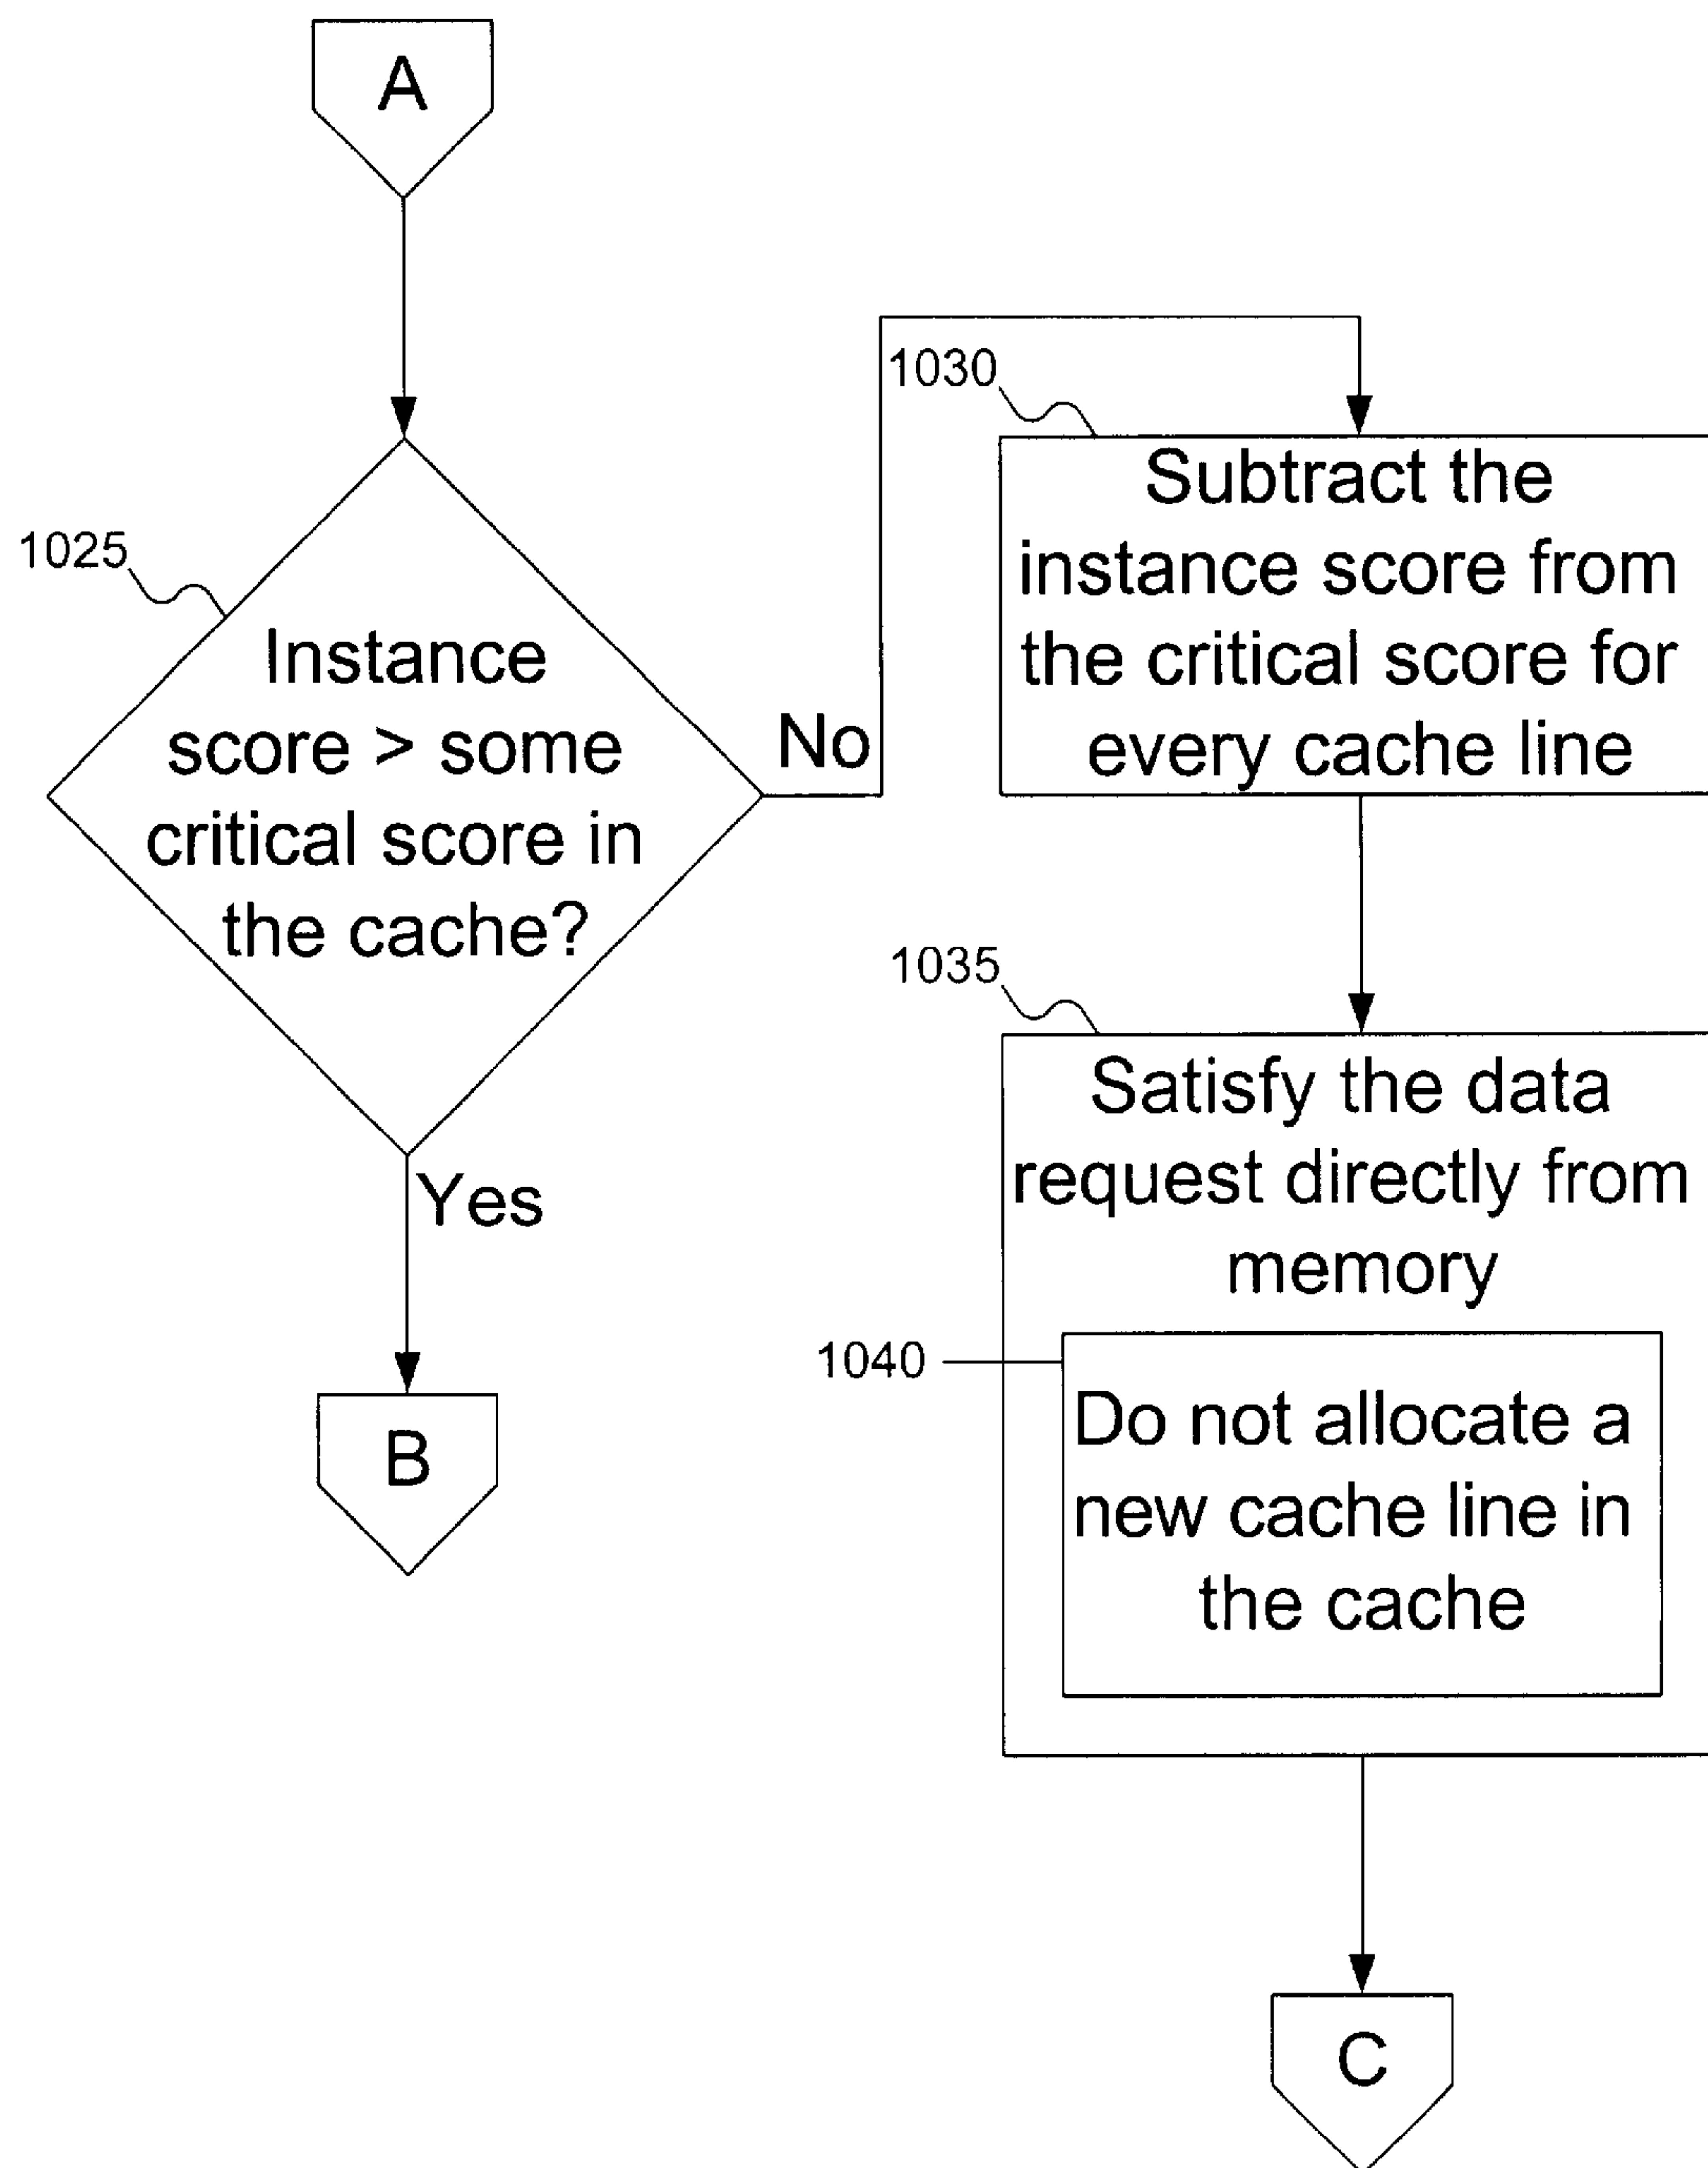 A
1025
Instance
score > some
critical score in
the cache?
No
Yes
B
1030
Subtract the
instance score from
the critical score for
every cache line
1035
Satisfy the data
request directly from
memory
1040
Do not allocate a
new cache line in
the cache
C